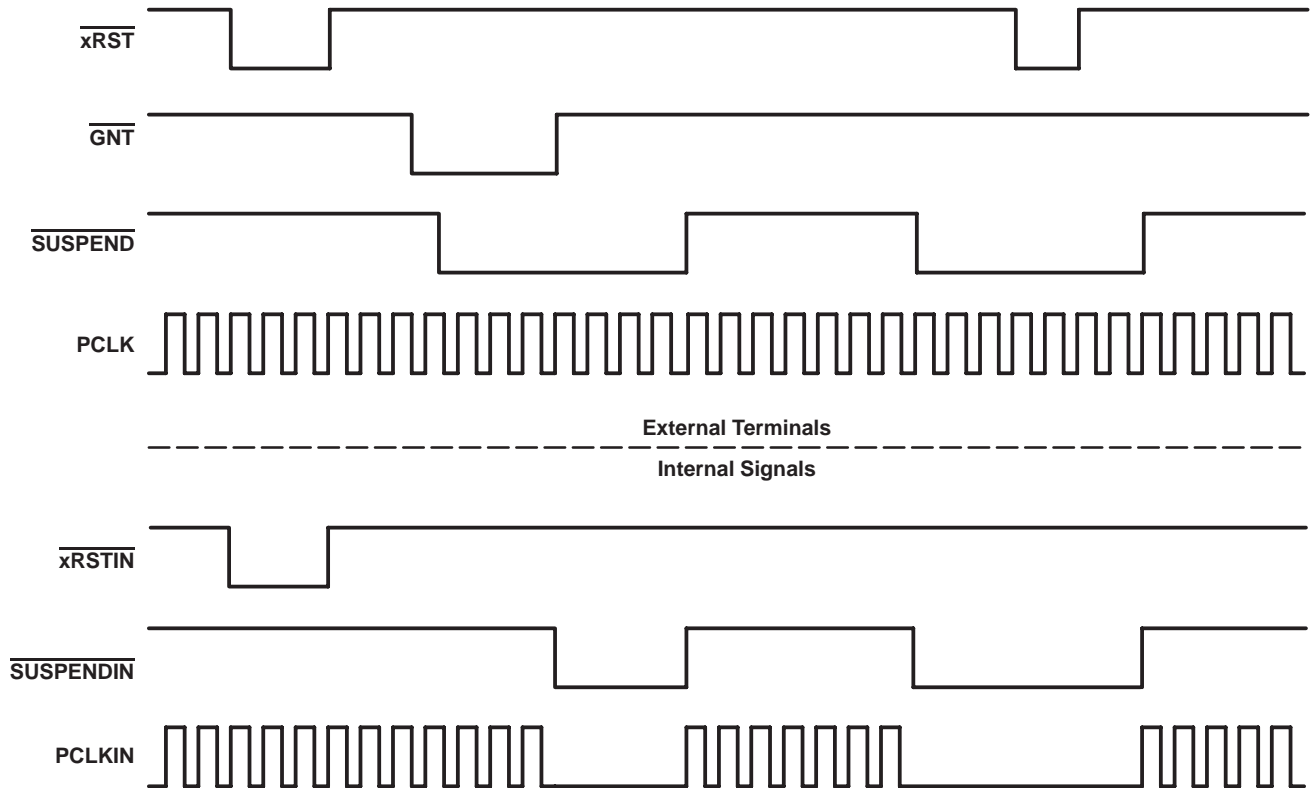 xRST
GNT
SUSPEND
PCLK
External Terminals
Internal Signals
xRSTIN
SUSPENDIN
PCLKIN